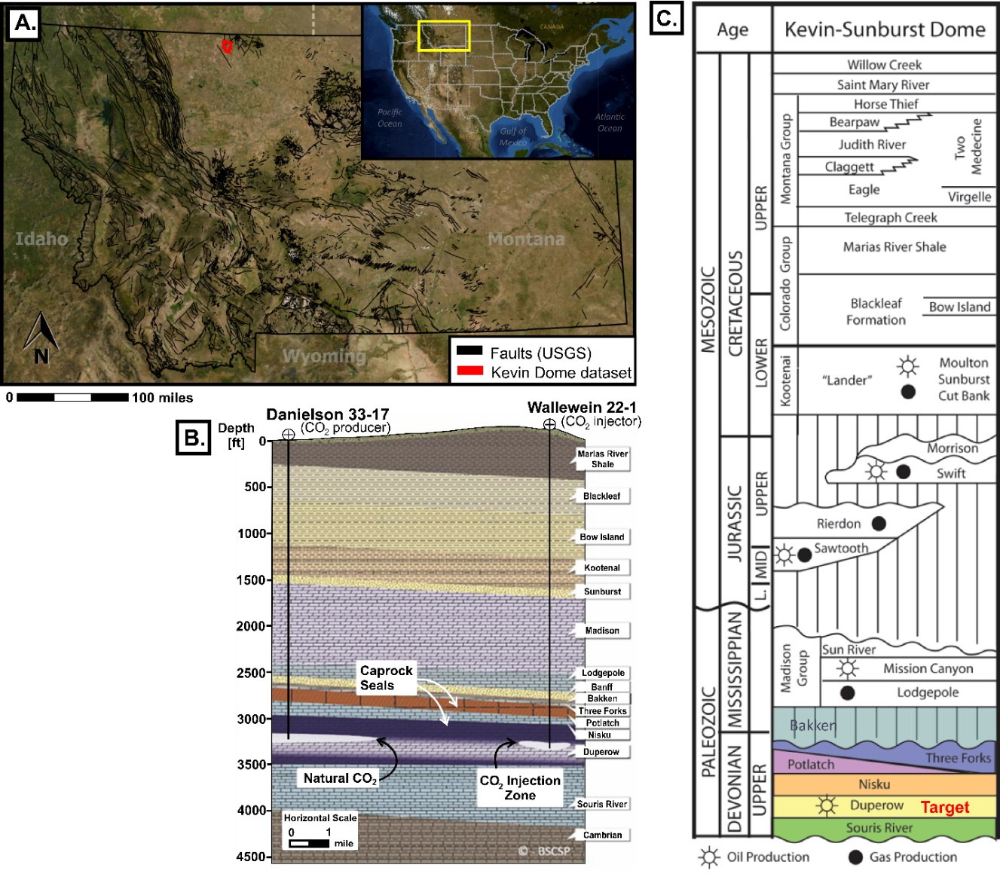 A.
CANADA
Pacific
Ocean
Atlantic
Ocean
Gulf of
Mexico
MEXICO
Idaho
Montana
Wyoming
N
Faults (USGS)
Kevin Dome dataset
0
100 miles
B.
Depth
[ft]
Danielson 33-17
(CO2 producer)
Wallewein 22-1
(CO2 injector)
0
500
1000
1500
2000
2500
3000
3500
4000
4500
Marias River
Shale
Blackleaf
Bow Island
Kootenai
Sunburst
Madison
Lodgepole
Banff
Bakken
Three Forks
Potlatch
Nisku
Duperow
Souris River
Cambrian
Caprock
Seals
Natural CO2
CO2 Injection
Zone
Horizontal Scale
0 1
mile
© - BSCSP
C.
Age
Kevin-Sunburst Dome
MESOZOIC
PALEOZOIC
CRETACEOUS
JURASSIC
MISSISSIPPIAN
DEVONIAN
UPPER
LOWER
UPPER
MID
L.
UPPER
Willow Creek
Saint Mary River
Montana Group
Horse Thief
Bearpaw
Judith River
Claggett
Two
Medecine
Eagle
Virgelle
Telegraph Creek
Colorado Group
Marias River Shale
Blackleaf
Formation
Bow Island
Kootenai
“Lander”
Moulton
Sunburst
Cut Bank
Morrison
Swift
Rierdon
Sawtooth
Madison
Group
Sun River
Mission Canyon
Lodgepole
Bakken
Three Forks
Potlatch
Nisku
Duperow Target
Souris River
Oil Production
Gas Production